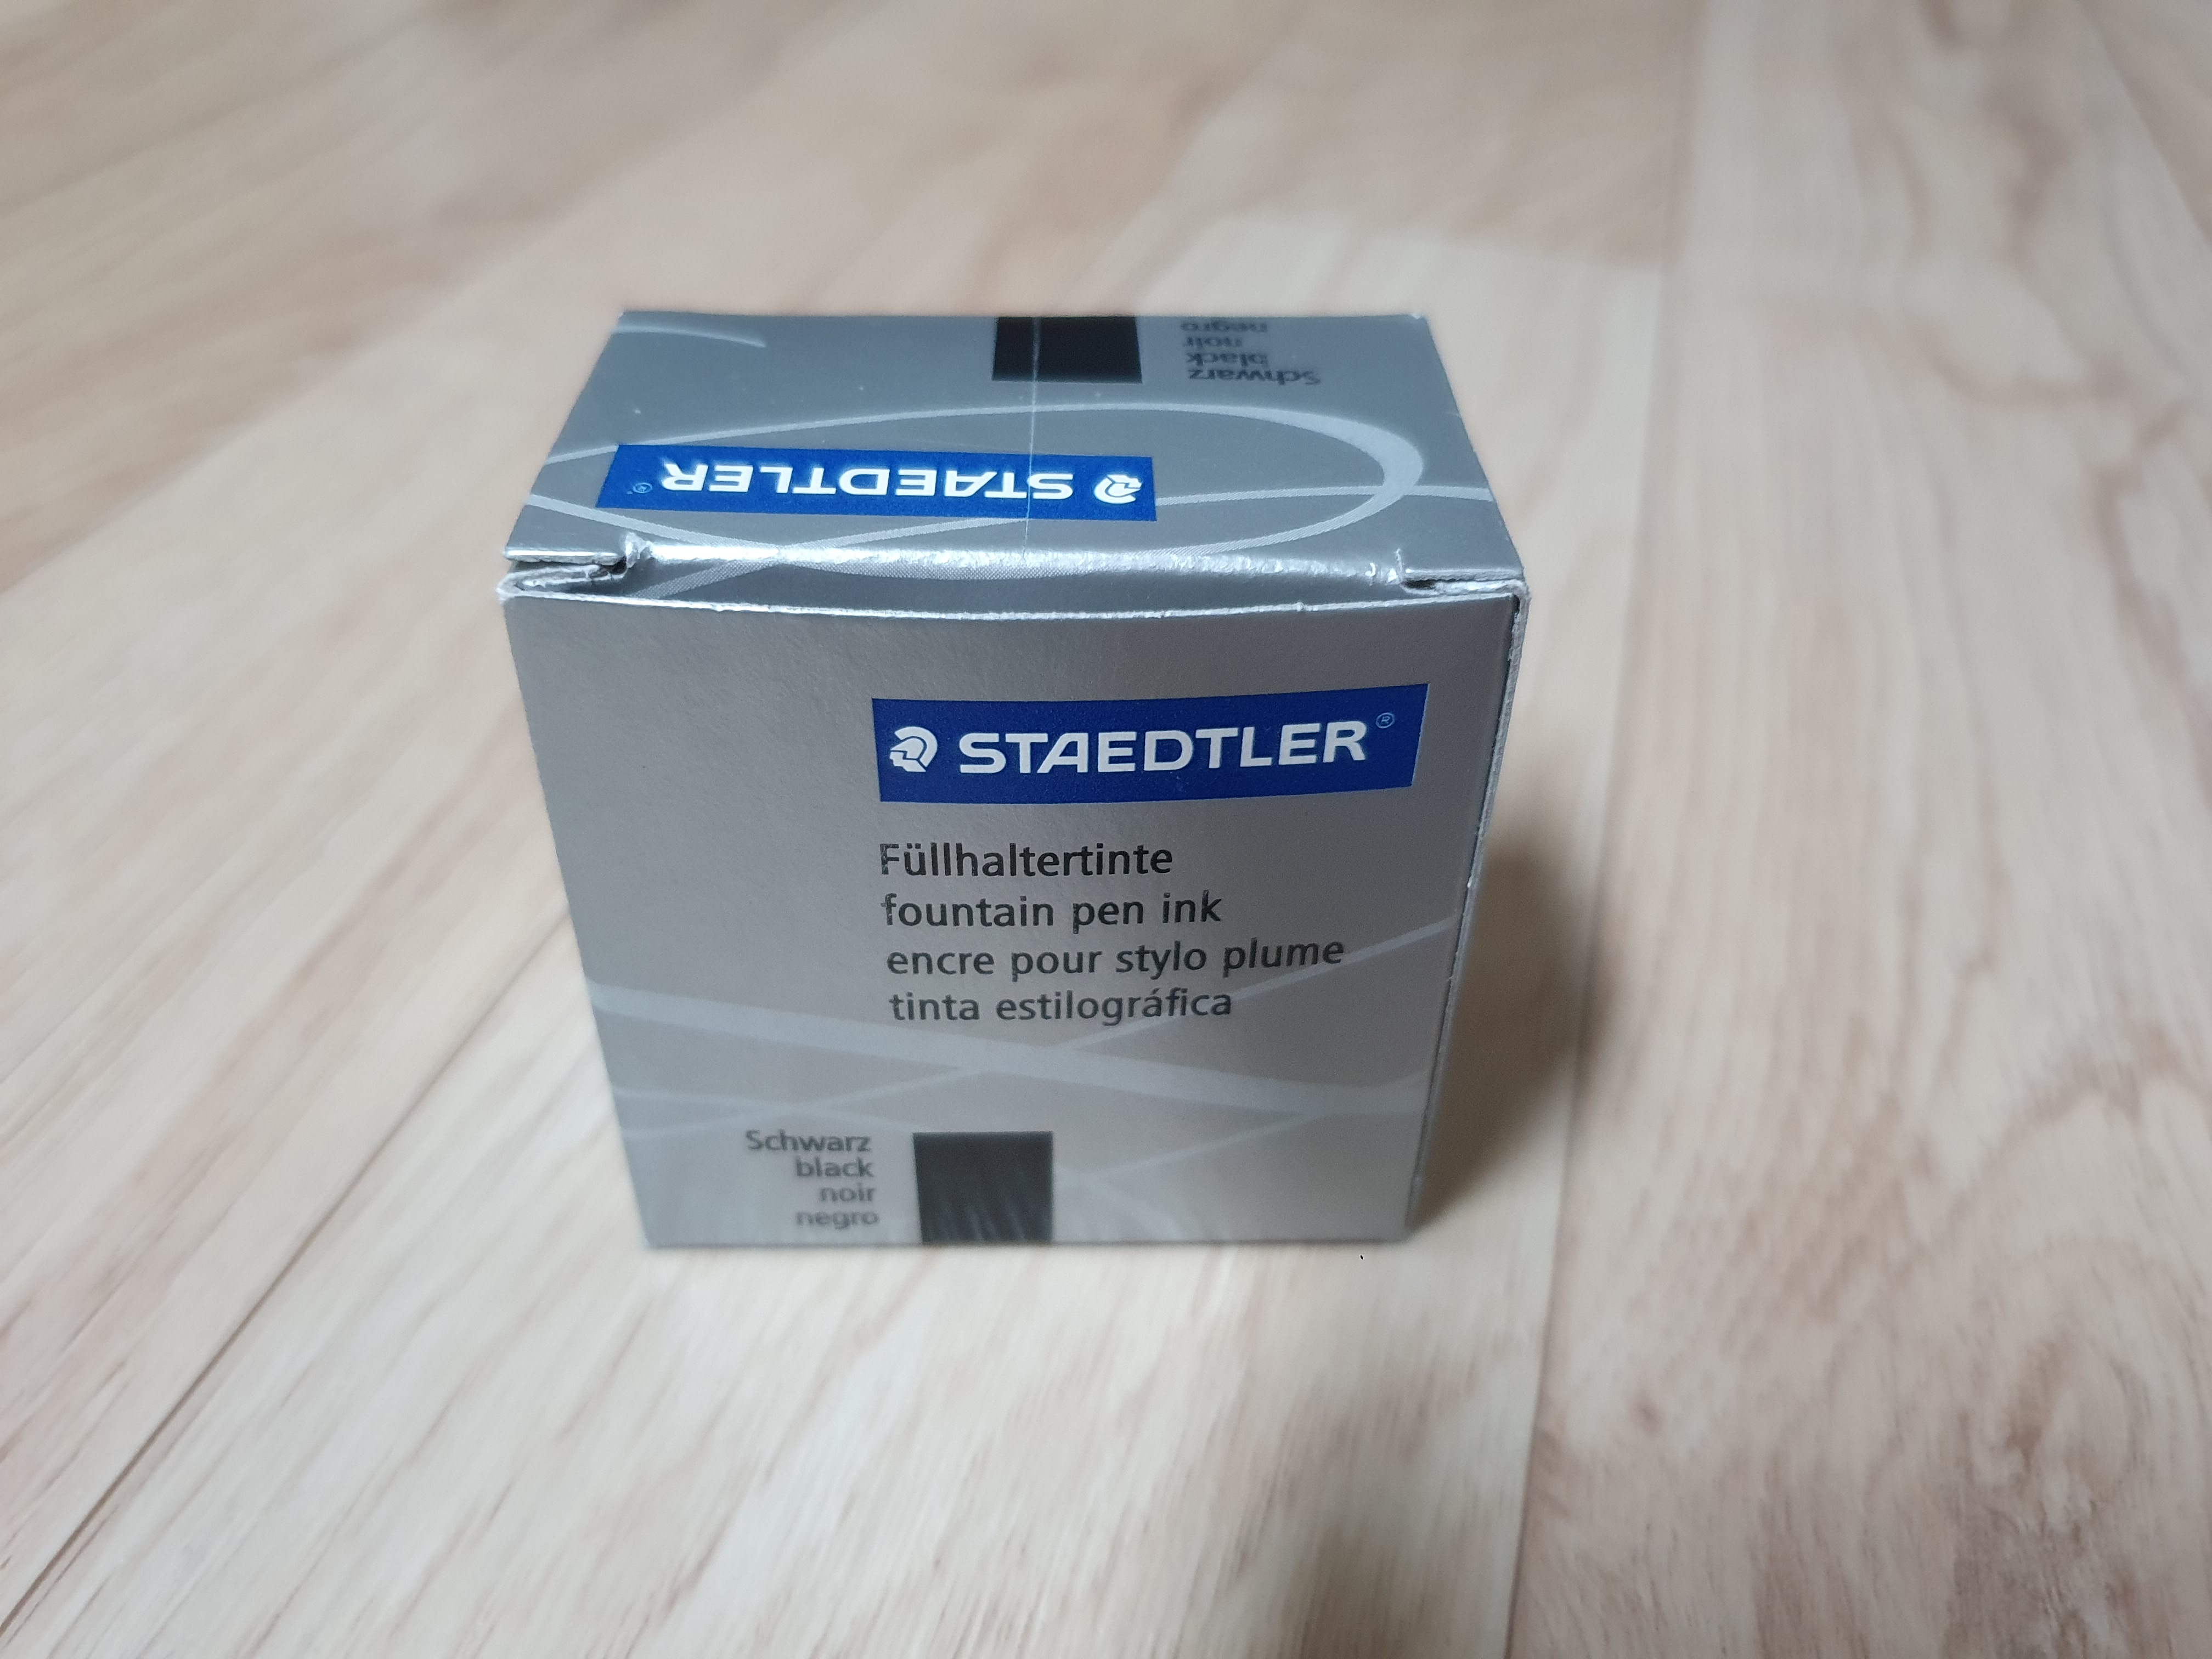 Schwarz
black
noir
negro
STAEDTLER®
STAEDTLER®
Füllhaltertinte
fountain pen ink
encre pour stylo plume
tinta estilográfica
Schwarz
black
noir
negro